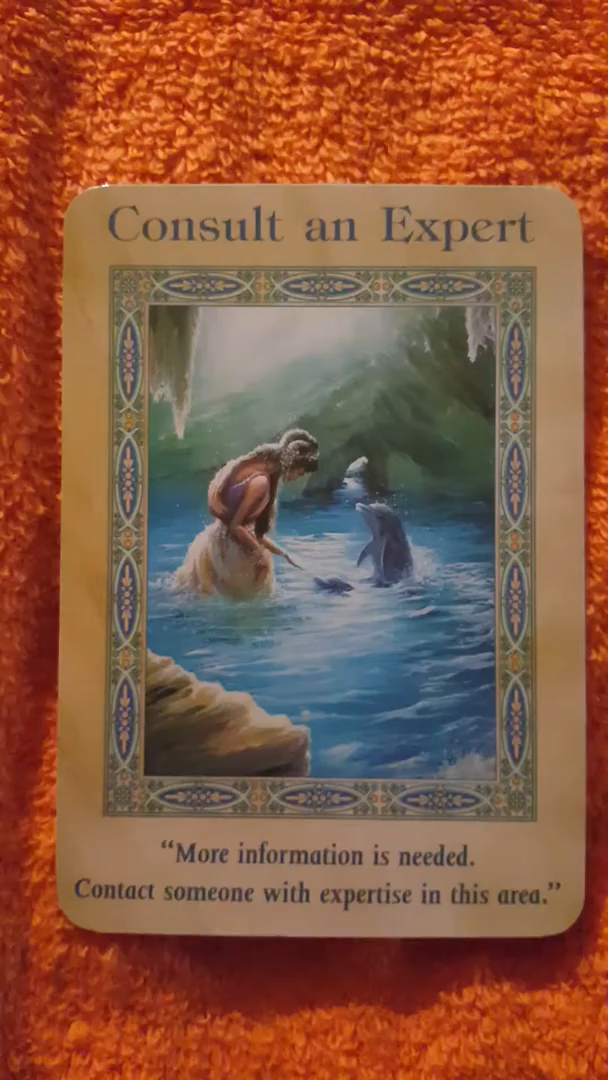 Consult an Expert
“More information is needed.
Contact someone with expertise in this area.”